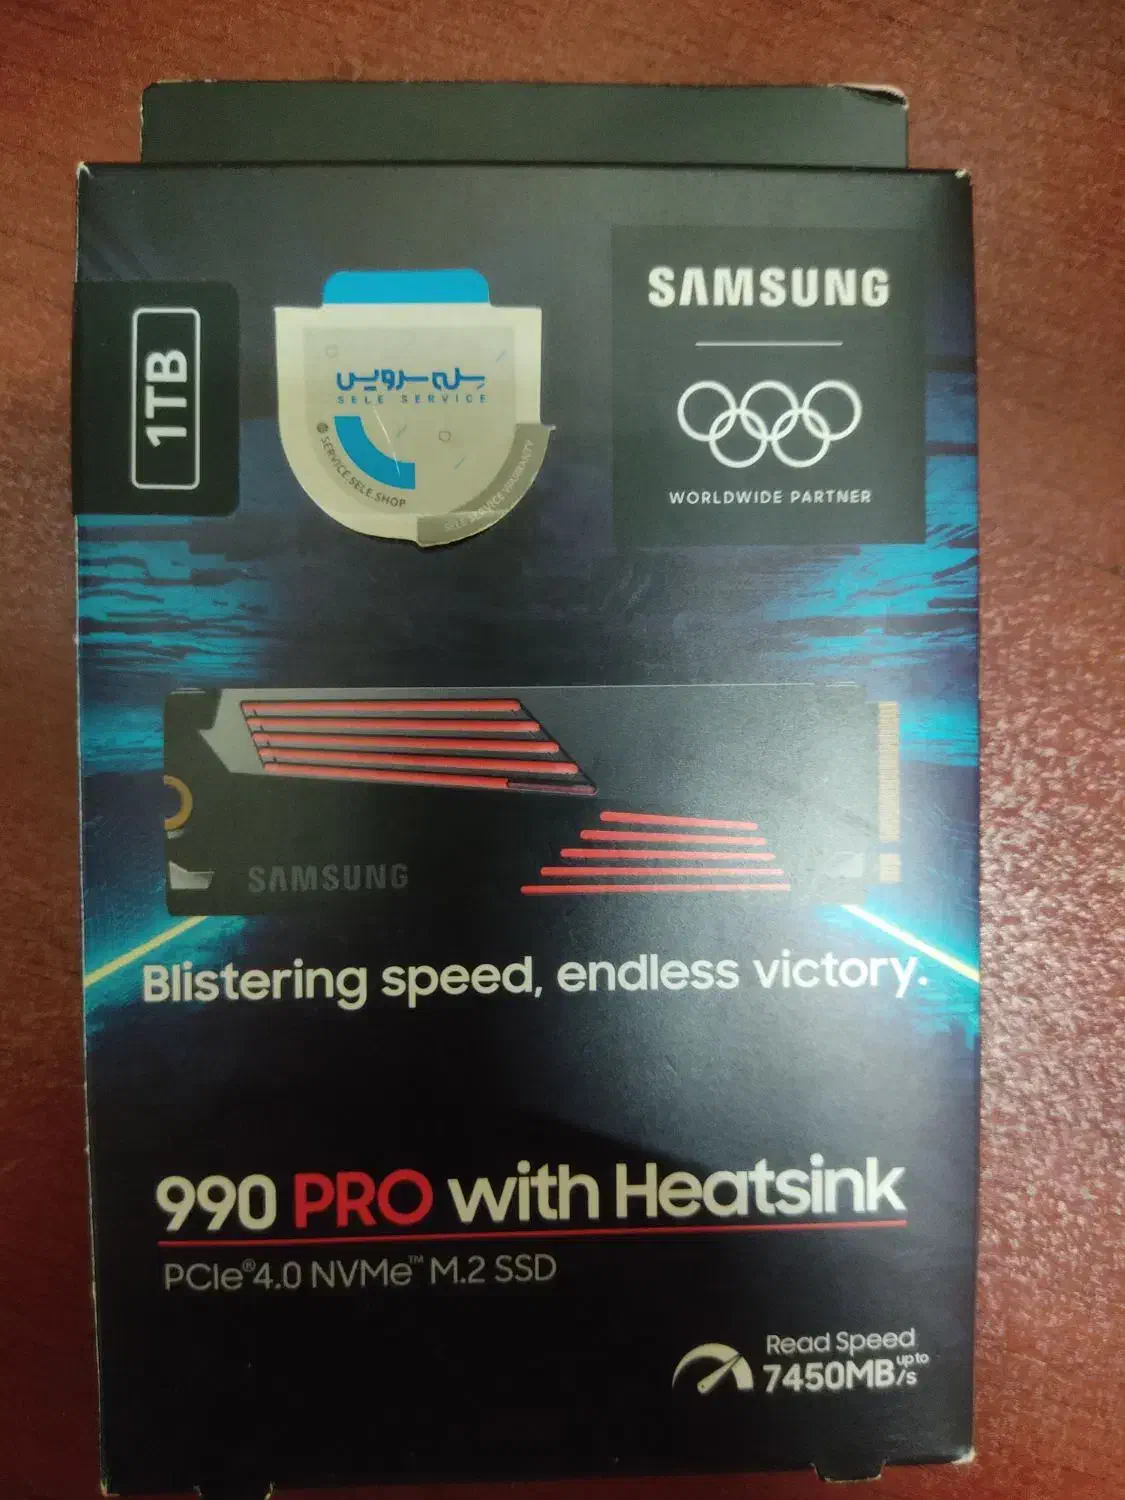 1TB
بـلـه سرویس
SELE SERVICE
SERVICE.SELE.SHOP
SELE SERVICE WARRANTY
SAMSUNG
WORLDWIDE PARTNER
SAMSUNG
Blistering speed, endless victory.
990 PRO with Heatsink
PCIe® 4.0 NVMe™ M.2 SSD
Read Speed
7450MB/s up to